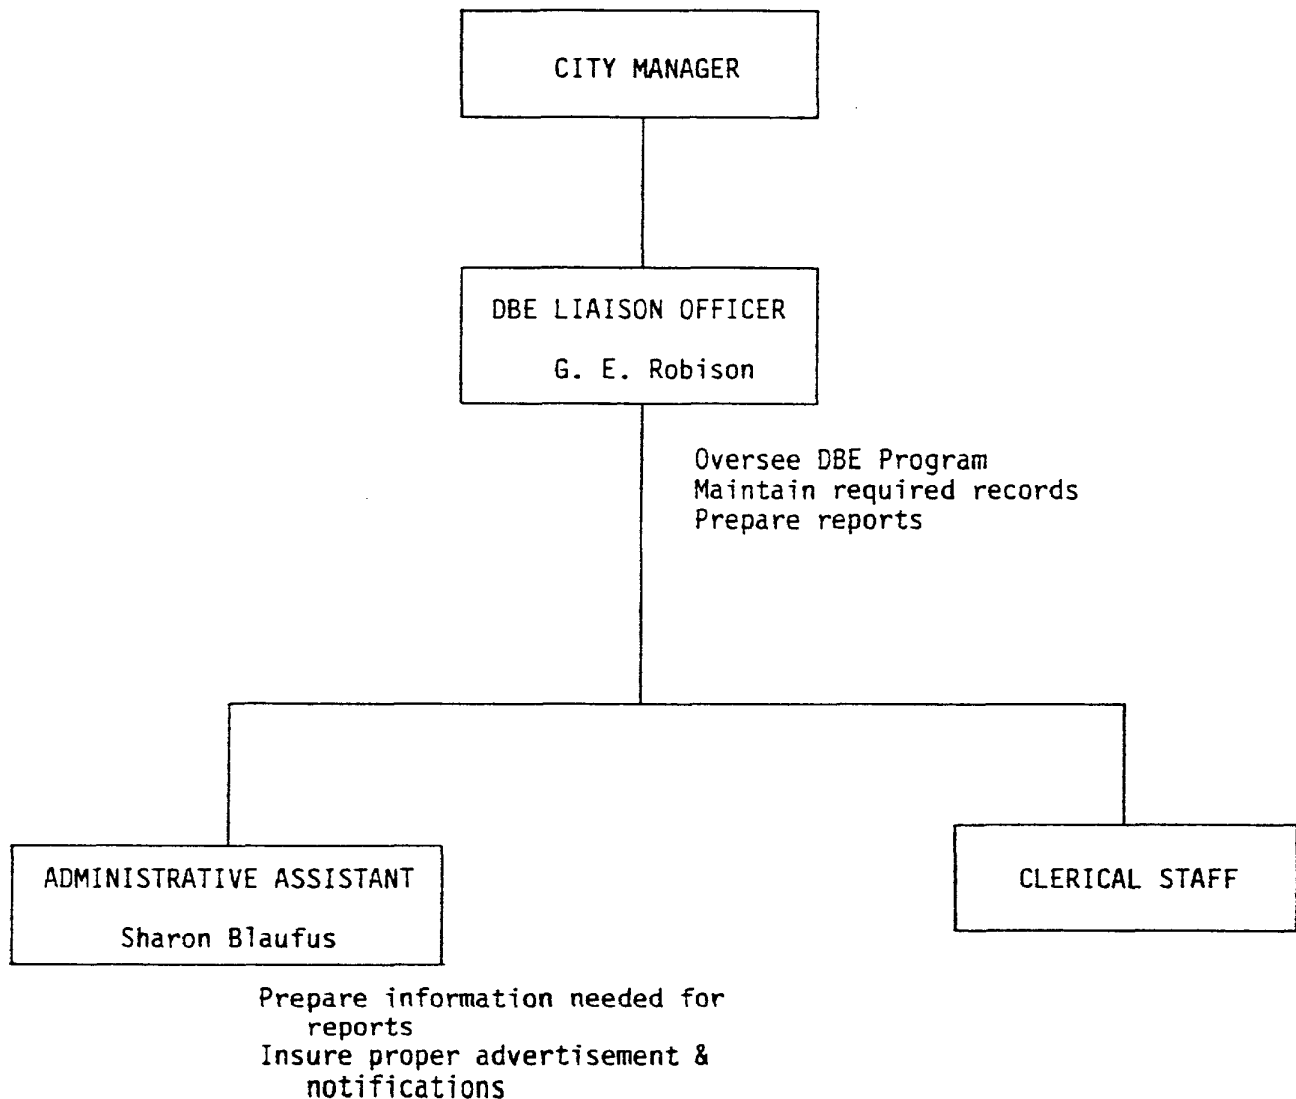 CITY MANAGER
DBE LIAISON OFFICER
G. E. Robison
Oversee DBE Program
Maintain required records
Prepare reports
ADMINISTRATIVE ASSISTANT
Sharon Blaufus
Prepare information needed for
reports
Insure proper advertisement &
notifications
CLERICAL STAFF